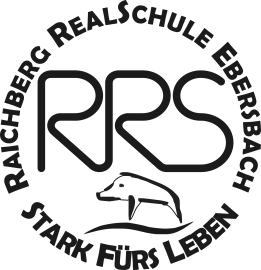 RAICHBERG REALSCHULE EBERSBACH
RRS
STARK FÜRS LEBEN